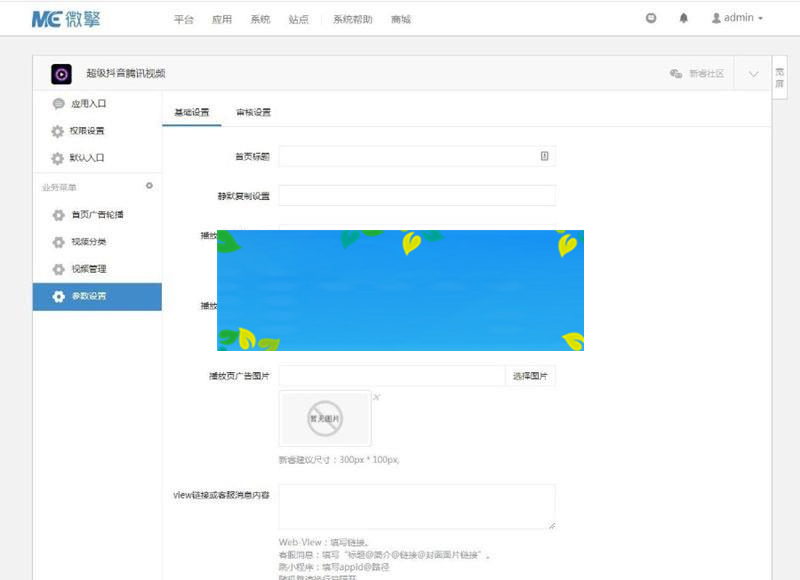 微擎
平台 应用 系统 站点 系统帮助 商城 admin
超级抖音腾讯视频 新睿社区
宽屏
应用入口
权限设置
默认入口
业务菜单
首页广告轮播
视频分类
视频管理
参数设置
基础设置 审核设置
首页标题
静默复制设置
播放
播放
播放页广告图片 选择图片
暂无图片
新睿建议尺寸：300px * 100px,
view链接或客服消息内容
Web-View：填写链接。
客服消息：填写“标题@简介@链接@封面图片链接”。
跳小程序：填写appId@路径